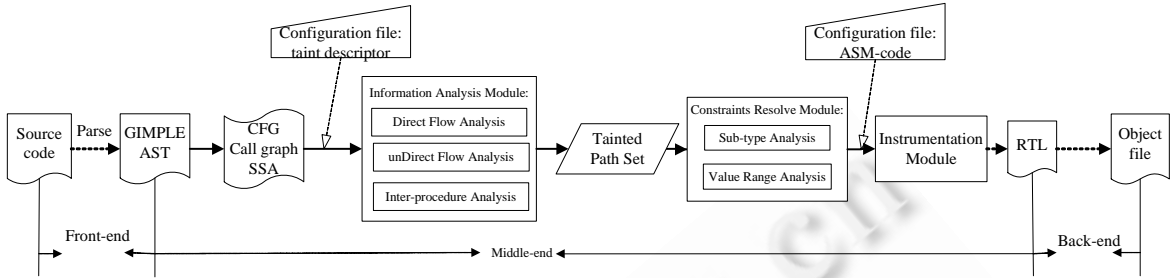 Configuration file:
taint descriptor
Configuration file:
ASM-code
Source
code
Parse
GIMPLE
AST
CFG
Call graph
SSA
Information Analysis Module:
Direct Flow Analysis
unDirect Flow Analysis
Inter-procedure Analysis
Tainted
Path Set
Constraints Resolve Module:
Sub-type Analysis
Value Range Analysis
Instrumentation
Module
RTL
Object
file
Front-end
Middle-end
Back-end